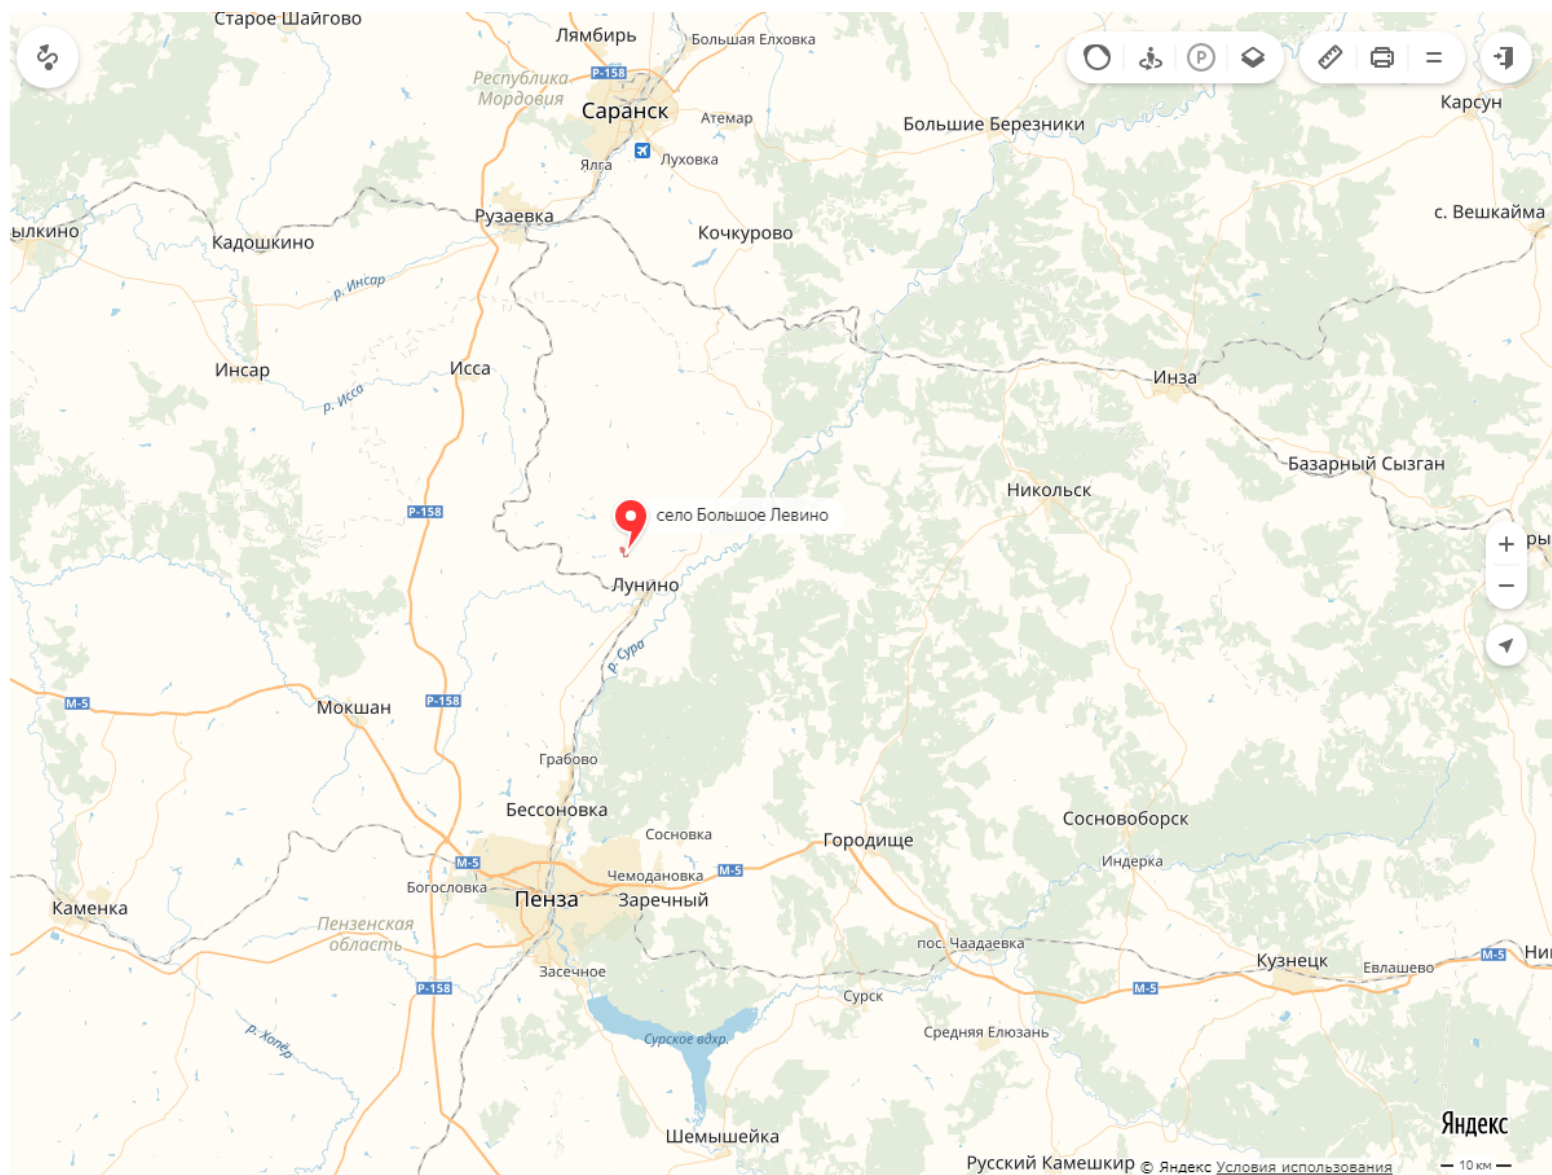 Старое Шайгово
Лямбирь
Большая Елховка
Р-158
Республика
Мордовия
Саранск
Атемар
Большие Березники
Карсун
Р
Ялга
Луховка
Рузаевка
с. Вешкайма
ылкино
Кадошкино
Кочкурово
р. Инсар
Инсар
Исса
Инза
р. Исса
Базарный Сызган
Никольск
Р-158
село Большое Левино
ры
Лунино
р. Сура
М-5
Мокшан
Р-158
Грабово
Бессоновка
Сосновка
Сосновоборск
Городище
М-5
М-5
Индерка
Чемодановка
Богословка
Каменка
Пенза
Заречный
Пензенская
область
пос. Чаадаевка
Кузнецк
М-5
Ни
Засечное
Евлашево
Р-158
М-5
Сурск
р. Хопёр
Сурское вдхр.
Средняя Елюзань
Яндекс
Шемышейка
Русский Камешкир
© Яндекс Условия использования
10 км